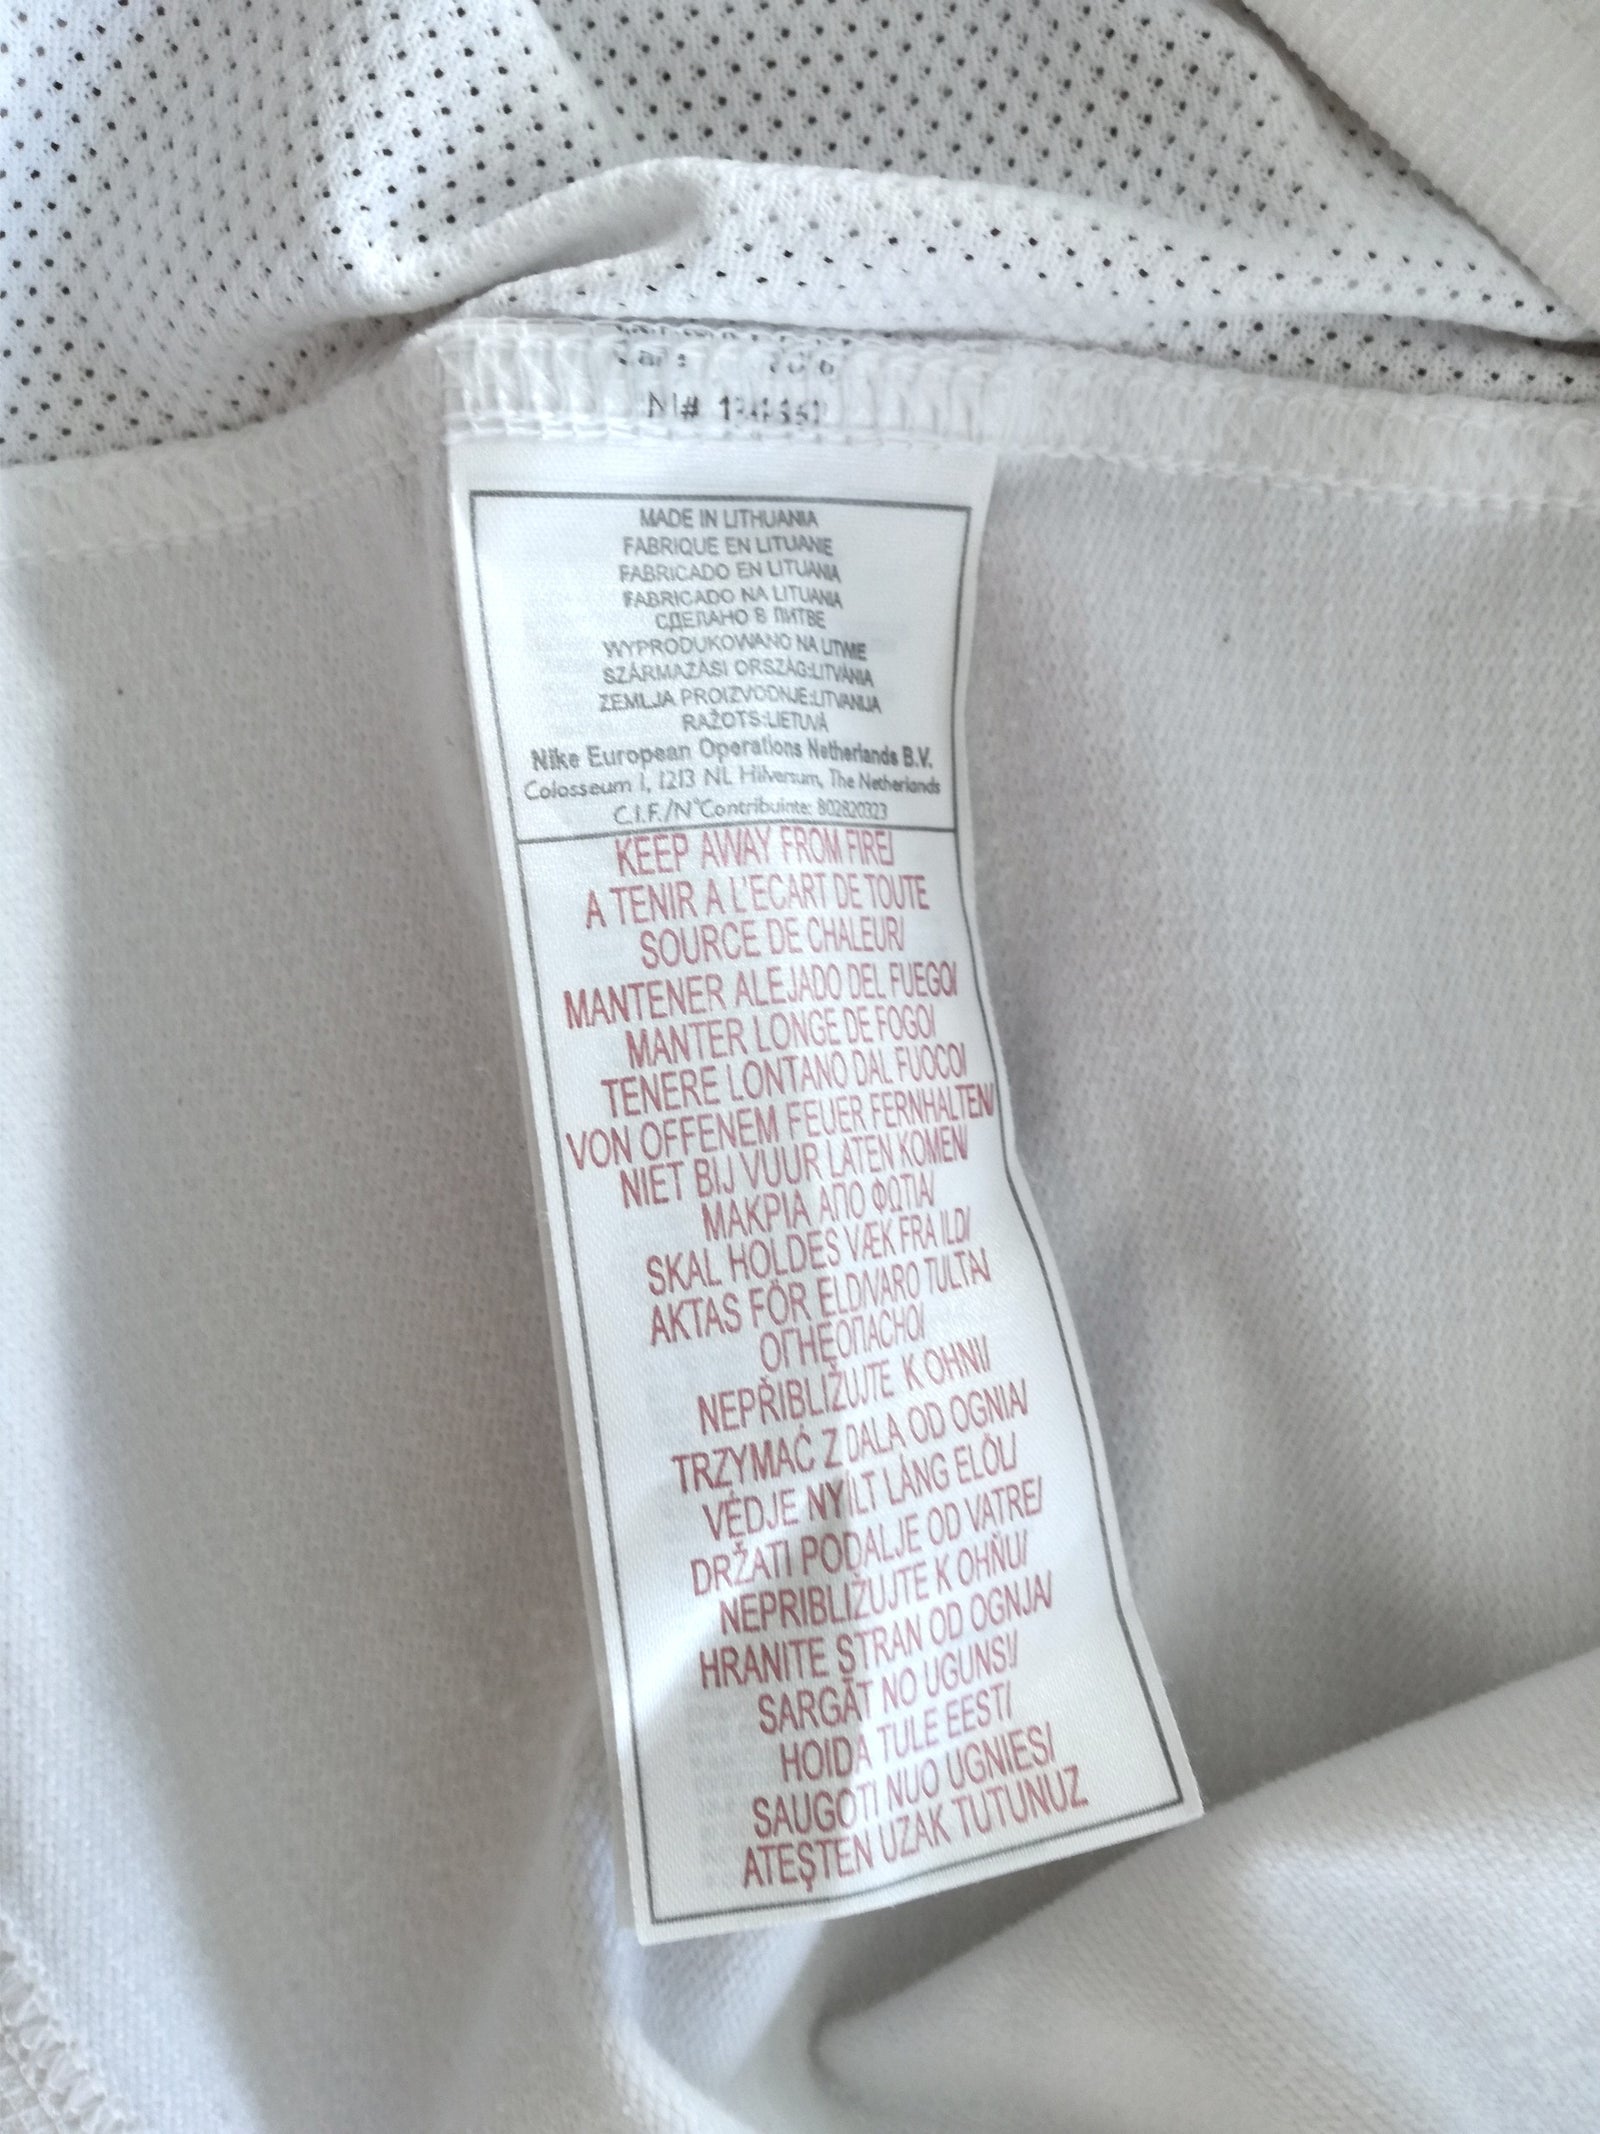 MADE IN LITHUANIA
FABRIQUE EN LITUANIE
FABRICADO EN LITUANIA
FABRICADO NA LITUANIA
СДЕЛАНО В ЛИТВЕ
WYPRODUKOWANO NA LITWIE
SZÁRMAZÁSI ORSZÁG:LITVÁNIA
ZEMLJA PROIZVODNJE:LITVANIJA
RAŽOTS:LIETUVĀ
Nike European Operations Netherlands B.V.
Colosseum 1, 1213 NL Hilversum, The Netherlands
C.I.F./N°Contribuinte: 802820323
KEEP AWAY FROM FIRE/
A TENIR A L'ECART DE TOUTE
SOURCE DE CHALEUR/
MANTENER ALEJADO DEL FUEGO/
MANTER LONGE DE FOGO/
TENERE LONTANO DAL FUOCO/
VON OFFENEM FEUER FERNHALTEN/
NIET BIJ VUUR LATEN KOMEN/
ΜΑΚΡΙΑ ΑΠΟ ΦΩΤΙΑ/
SKAL HOLDES VÆK FRA ILD/
AKTAS FÖR ELD/VARO TULTA/
ОГНЕОПАСНО/
NEPŘIBLIŽUJTE K OHNI/
TRZYMAĆ Z DALA OD OGNIA/
VÉDJE NYÍLT LÁNG ELŐL/
DRŽATI PODALJE OD VATRE/
NEPRIBLIŽUJTE K OHŇU/
HRANITE STRAN OD OGNJA/
SARGĀT NO UGUNS/
HOIDA TULE EEST/
SAUGOTI NUO UGNIES/
ATEŞTEN UZAK TUTUNUZ